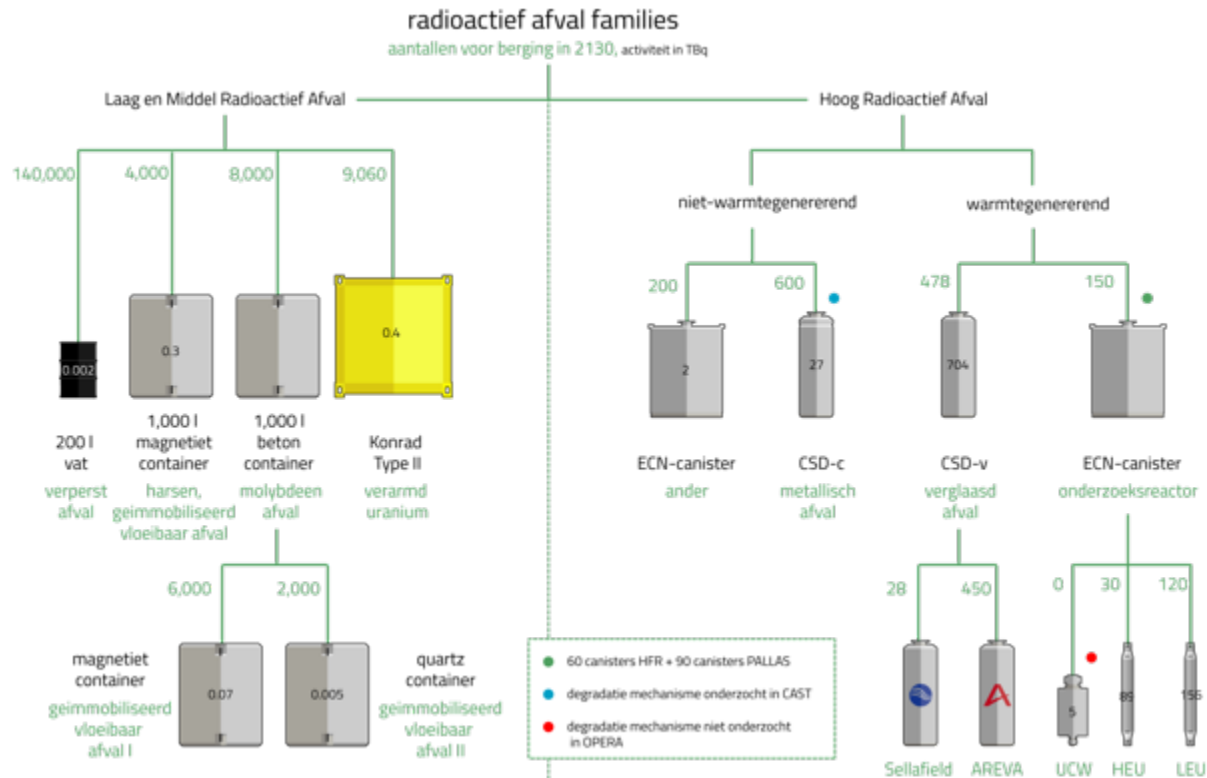 radioactief afval families
aantallen voor berging in 2130, activiteit in TBq
Laag en Middel Radioactief Afval
Hoog Radioactief Afval
140,000
4,000
8,000
9,060
niet-warmtegenererend
warmtegenererend
200
600
478
150
0.002
0.3
0.4
2
27
704
200 l
vat
verperst
afval
1,000 l
magnetiet
container
harsen,
geimmobiliseerd
vloeibaar afval
1,000 l
beton
container
molybdeen
afval
Konrad
Type II
verarmd
uranium
ECN-canister
ander
CSD-c
metallisch
afval
CSD-v
verglaasd
afval
ECN-canister
onderzoeksreactor
6,000
2,000
28
450
0
30
120
magnetiet
container
geimmobiliseerd
vloeibaar
afval I
0.07
0.005
quartz
container
geimmobiliseerd
vloeibaar
afval II
60 canisters HFR + 90 canisters PALLAS
degradatie mechanisme onderzocht in CAST
degradatie mechanisme niet onderzocht
in OPERA
5
Sellafield
AREVA
UCW
HEU
LEU